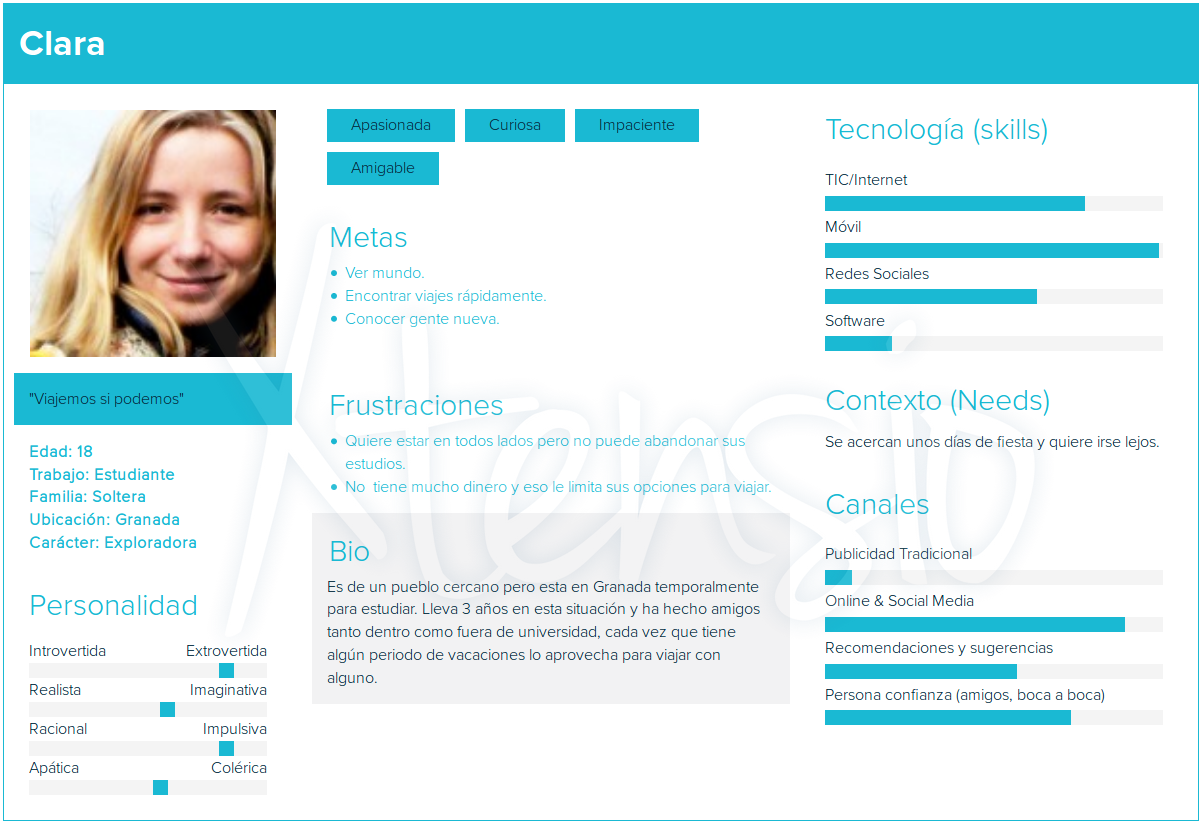 Clara
"Viajemos si podemos"
Edad: 18
Trabajo: Estudiante
Familia: Soltera
Ubicación: Granada
Carácter: Exploradora
Personalidad
Introvertida Extrovertida
Realista Imaginativa
Racional Impulsiva
Apática Colérica
Apasionada Curiosa Impaciente
Amigable
Metas
Ver mundo.
Encontrar viajes rápidamente.
Conocer gente nueva.
Frustraciones
Quiere estar en todos lados pero no puede abandonar sus
estudios.
No tiene mucho dinero y eso le limita sus opciones para viajar.
Bio
Es de un pueblo cercano pero esta en Granada temporalmente
para estudiar. Lleva 3 años en esta situación y ha hecho amigos
tanto dentro como fuera de universidad, cada vez que tiene
algún periodo de vacaciones lo aprovecha para viajar con
alguno.
Tecnología (skills)
TIC/Internet
Móvil
Redes Sociales
Software
Contexto (Needs)
Se acercan unos días de fiesta y quiere irse lejos.
Canales
Publicidad Tradicional
Online & Social Media
Recomendaciones y sugerencias
Persona confianza (amigos, boca a boca)
Xtensio